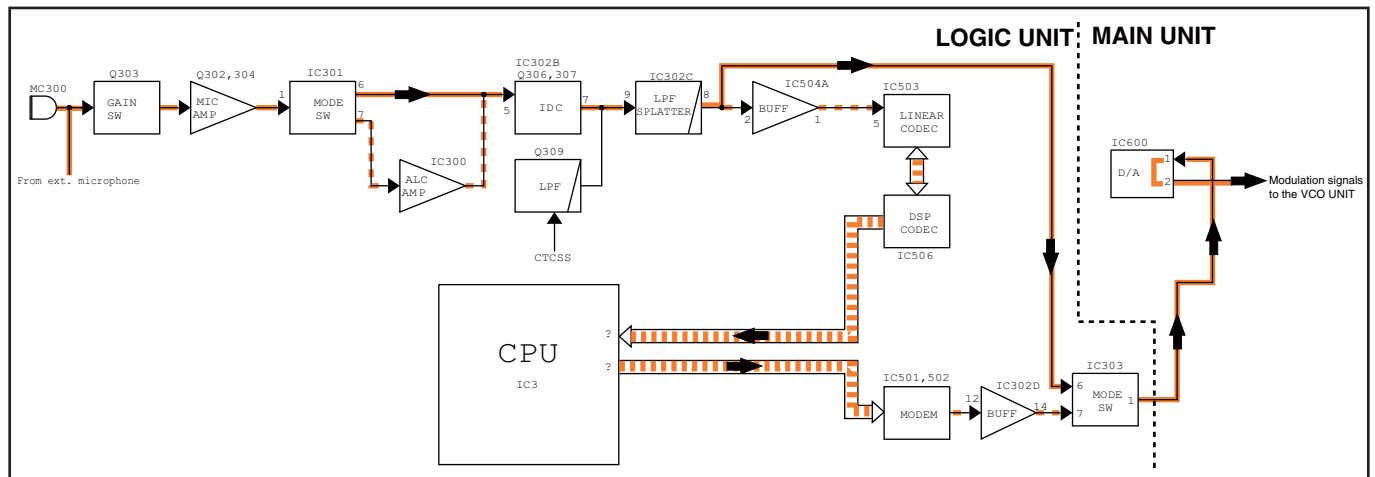 LOGIC UNIT
MAIN UNIT
MC300
From ext. microphone
Q303
GAIN
SW
Q302,304
MIC
AMP
IC301
1
MODE
SW
6
7
IC300
ALC
AMP
IC302B
Q306,307
5
IDC
7
Q309
LPF
CTCSS
IC302C
9
LPF
SPLATTER
8
IC504A
2
BUFF
1
IC503
5
LINEAR
CODEC
DSP
CODEC
IC506
CPU
IC3
?
?
IC501,502
MODEM
IC302D
12
BUFF
14
IC303
6
7
MODE
SW
1
IC600
D/A
1
2
Modulation signals
to the VCO UNIT